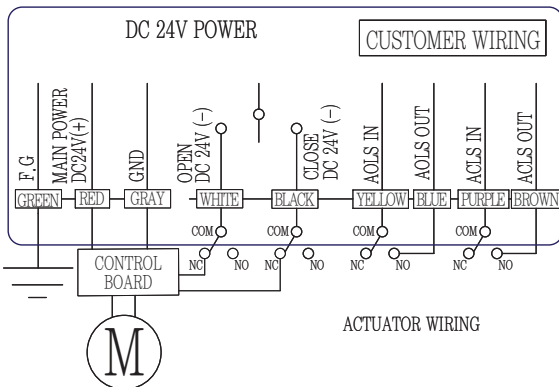 DC 24V POWER
CUSTOMER WIRING
F.G
MAIN POWER
DC24V(+)
GND
OPEN
DC 24V (-)
CLOSE
DC 24V (-)
AOLS IN
AOLS OUT
ACLS IN
ACLS OUT
GREEN
RED
GRAY
WHITE
BLACK
YELLOW
BLUE
PURPLE
BROWN
COM
COM
COM
COM
NC
NO
NC
NO
NC
NO
NC
NO
CONTROL
BOARD
M
ACTUATOR WIRING